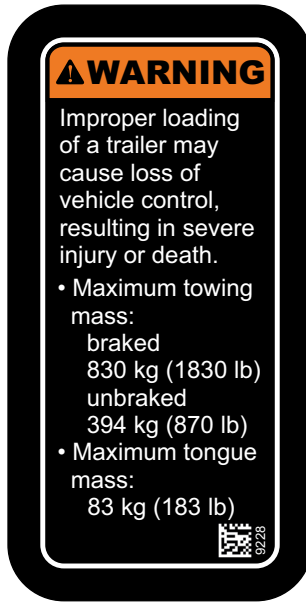 WARNING
Improper loading
of a trailer may
cause loss of
vehicle control,
resulting in severe
injury or death.
• Maximum towing
mass:
braked
830 kg (1830 lb)
unbraked
394 kg (870 lb)
• Maximum tongue
mass:
83 kg (183 lb)
9228